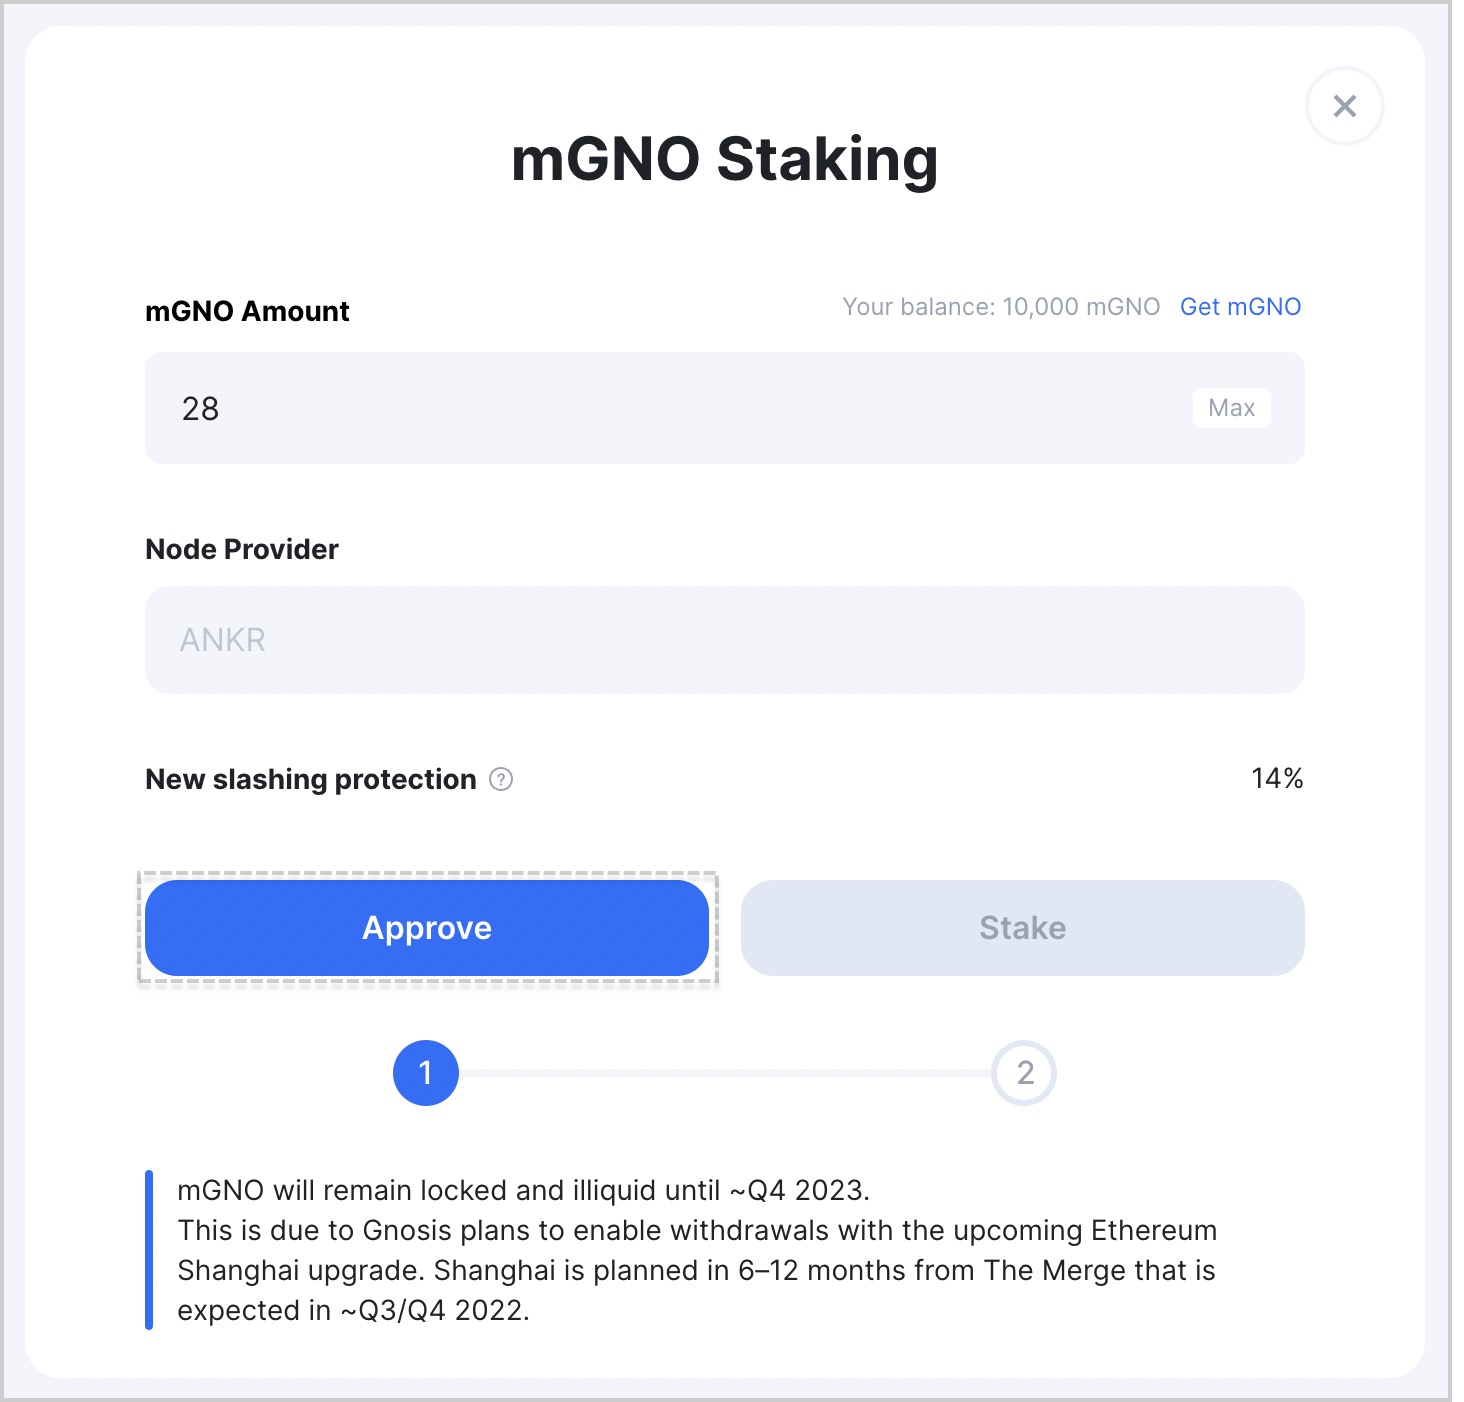 mGNO Staking
mGNO Amount
Your balance: 10,000 mGNO Get mGNO
28
Max
Node Provider
ANKR
New slashing protection ?
14%
Approve
Stake
1
2
mGNO will remain locked and illiquid until ~Q4 2023.
This is due to Gnosis plans to enable withdrawals with the upcoming Ethereum
Shanghai upgrade. Shanghai is planned in 6–12 months from The Merge that is
expected in ~Q3/Q4 2022.